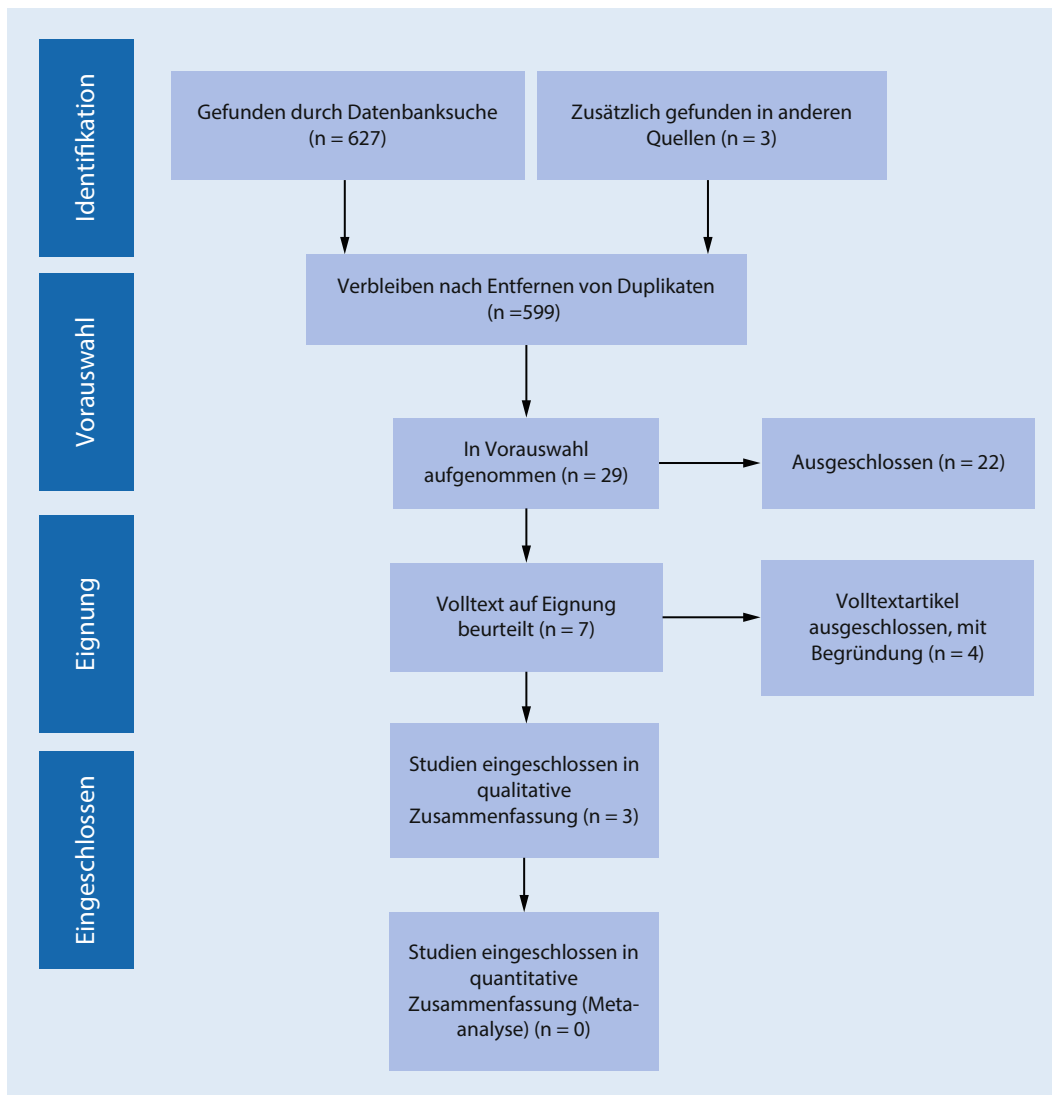 Identifikation
Gefunden durch Datenbanksuche
(n = 627)
Zusätzlich gefunden in anderen
Quellen (n = 3)
Vorauswahl
Verbleiben nach Entfernen von Duplikaten
(n =599)
In Vorauswahl
aufgenommen (n = 29)
Ausgeschlossen (n = 22)
Eignung
Volltext auf Eignung
beurteilt (n = 7)
Volltextartikel
ausgeschlossen, mit
Begründung (n = 4)
Eingeschlossen
Studien eingeschlossen in
qualitative
Zusammenfassung (n = 3)
Studien eingeschlossen in
quantitative
Zusammenfassung (Meta-
analyse) (n = 0)